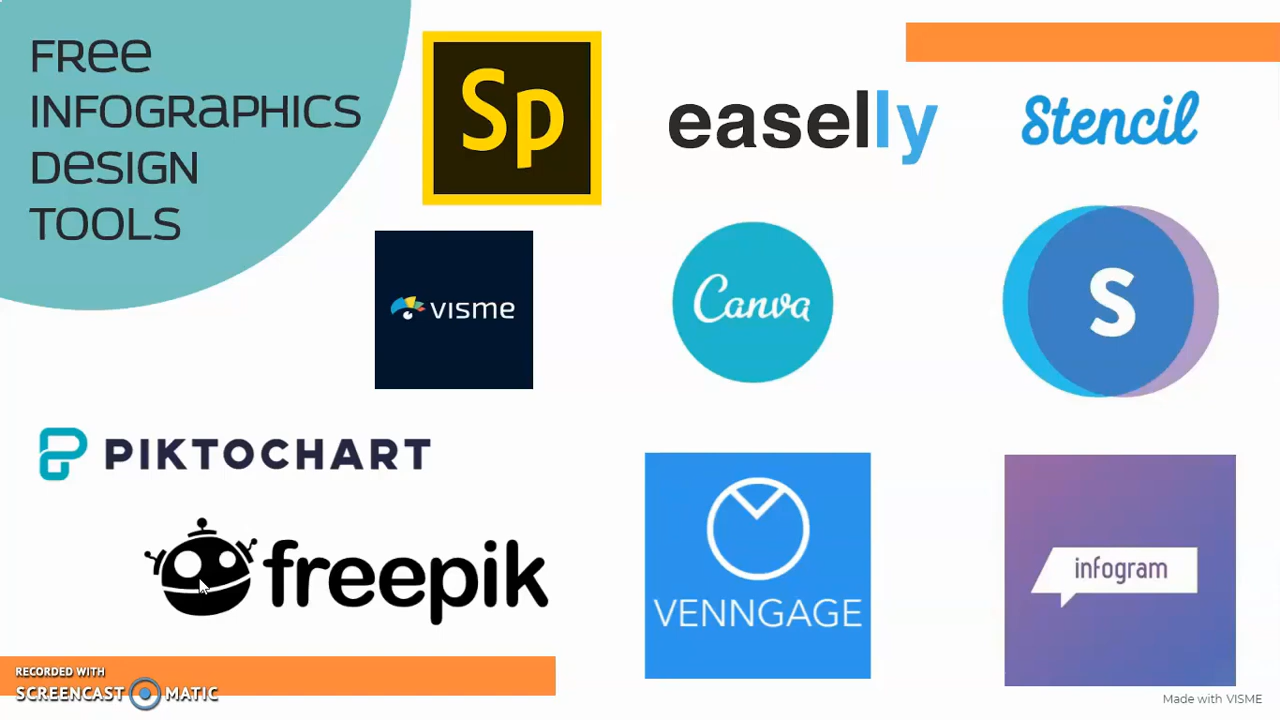 FRee
INFOGRaPHICS
DeSIGN
TOOLS
Sp
easelly
Stencil
visme
Canva
S
PIKTOCHART
freepik
VENNGAGE
infogram
RECORDED WITH
SCREENCAST MATIC
Made with VISME